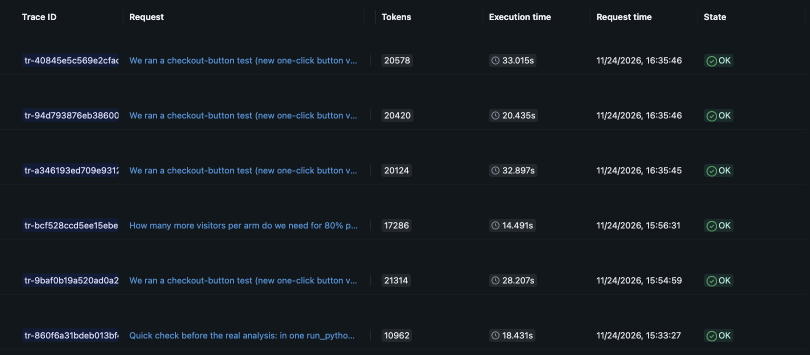 Trace ID Request Tokens Execution time Request time State
tr-40845e5c569e2cfac We ran a checkout-button test (new one-click button v... 20578 33.015s 11/24/2026, 16:35:46 OK
tr-94d793876eb38600 We ran a checkout-button test (new one-click button v... 20420 20.435s 11/24/2026, 16:35:46 OK
tr-a346193ed709e9312 We ran a checkout-button test (new one-click button v... 20124 32.897s 11/24/2026, 16:35:45 OK
tr-bcf528ccd5ee15ebe How many more visitors per arm do we need for 80% p... 17286 14.491s 11/24/2026, 15:56:31 OK
tr-9baf0b19a520ad0a2 We ran a checkout-button test (new one-click button v... 21314 28.207s 11/24/2026, 15:54:59 OK
tr-860f6a31bdeb013bf Quick check before the real analysis: in one run_pytho... 10962 18.431s 11/24/2026, 15:33:27 OK